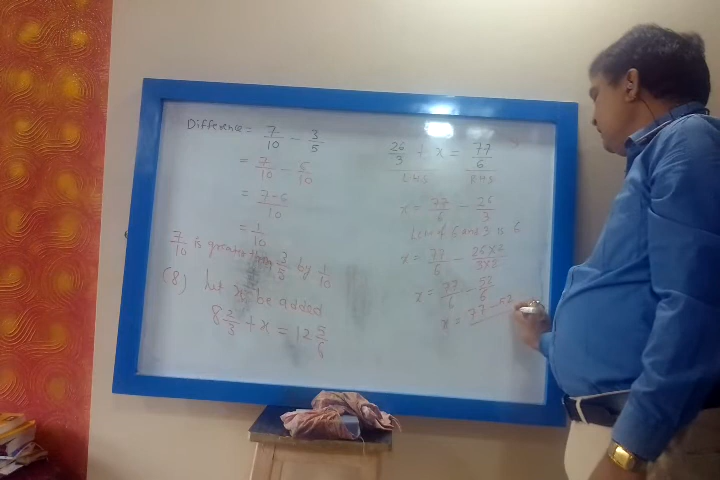 Difference = 7/10 - 3/5
= 7/10 - 6/10
= 7-6/10
= 1/10
7/10 is greater than 3/5 by 1/10
(8) Let x be added
8 2/3 + x = 12 5/6
26/3 + x = 77/6
LHS RHS
x = 77/6 - 26/3
LCM of 6 and 3 is 6
x = 77/6 - 26×2/3×2
x = 77/6 - 52/6
x = 77-52